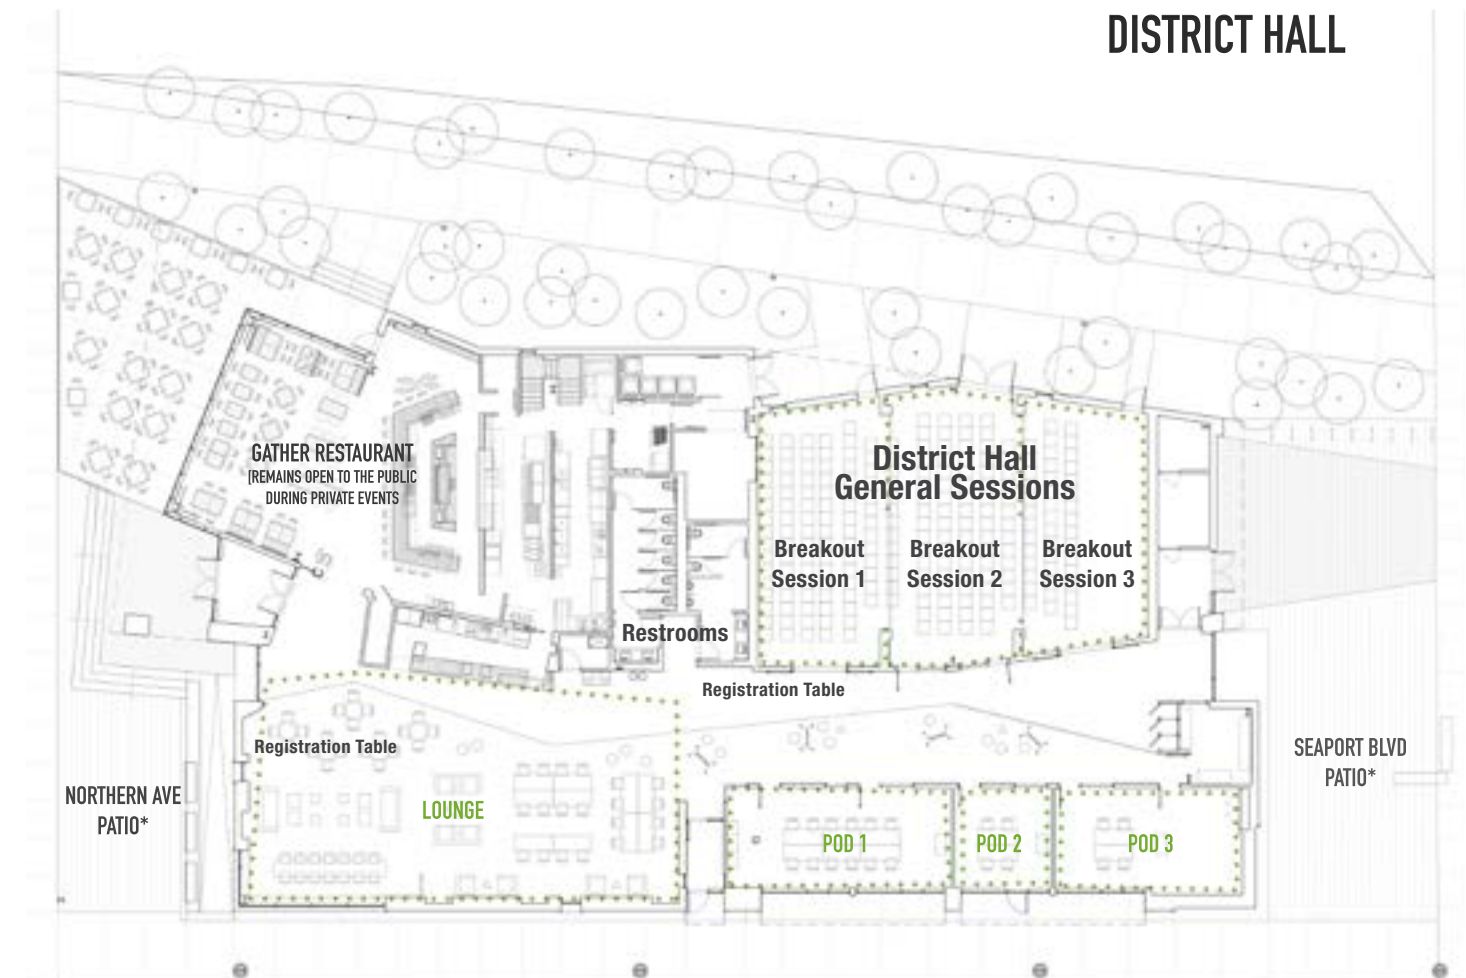 DISTRICT HALL
GATHER RESTAURANT
[REMAINS OPEN TO THE PUBLIC
DURING PRIVATE EVENTS
District Hall
General Sessions
Breakout
Session 1
Breakout
Session 2
Breakout
Session 3
Restrooms
Registration Table
Registration Table
NORTHERN AVE
PATIO*
LOUNGE
POD 1
POD 2
POD 3
SEAPORT BLVD
PATIO*